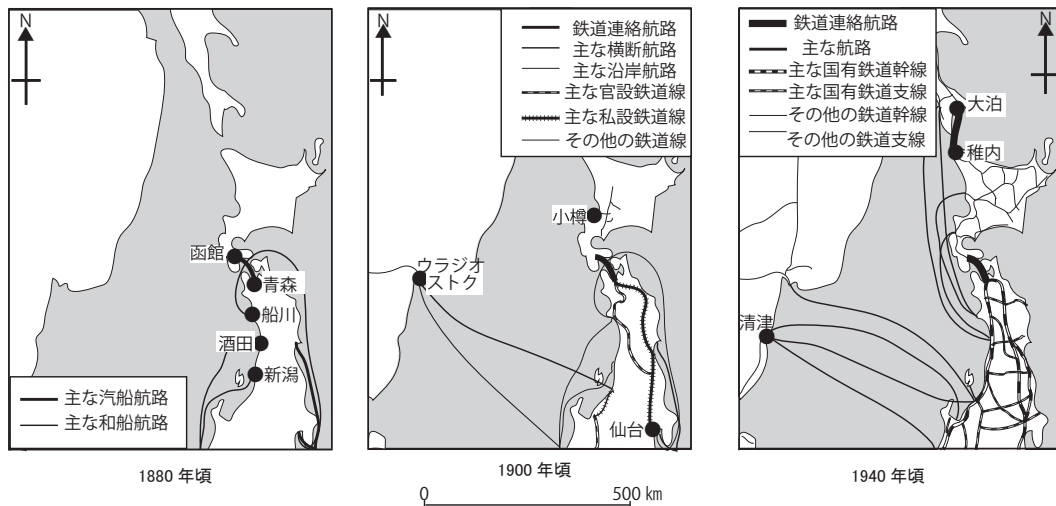 N
函館
青森
船川
酒田
新潟
主な汽船航路
主な和船航路
1880 年頃
N
鉄道連絡航路
主な横断航路
主な沿岸航路
主な官設鉄道線
主な私設鉄道線
その他の鉄道線
小樽
ウラジオ
ストク
仙台
1900 年頃
0 500 km
鉄道連絡航路
主な航路
主な国有鉄道幹線
主な国有鉄道支線
その他の鉄道幹線
その他の鉄道支線
N
大泊
稚内
清津
1940 年頃